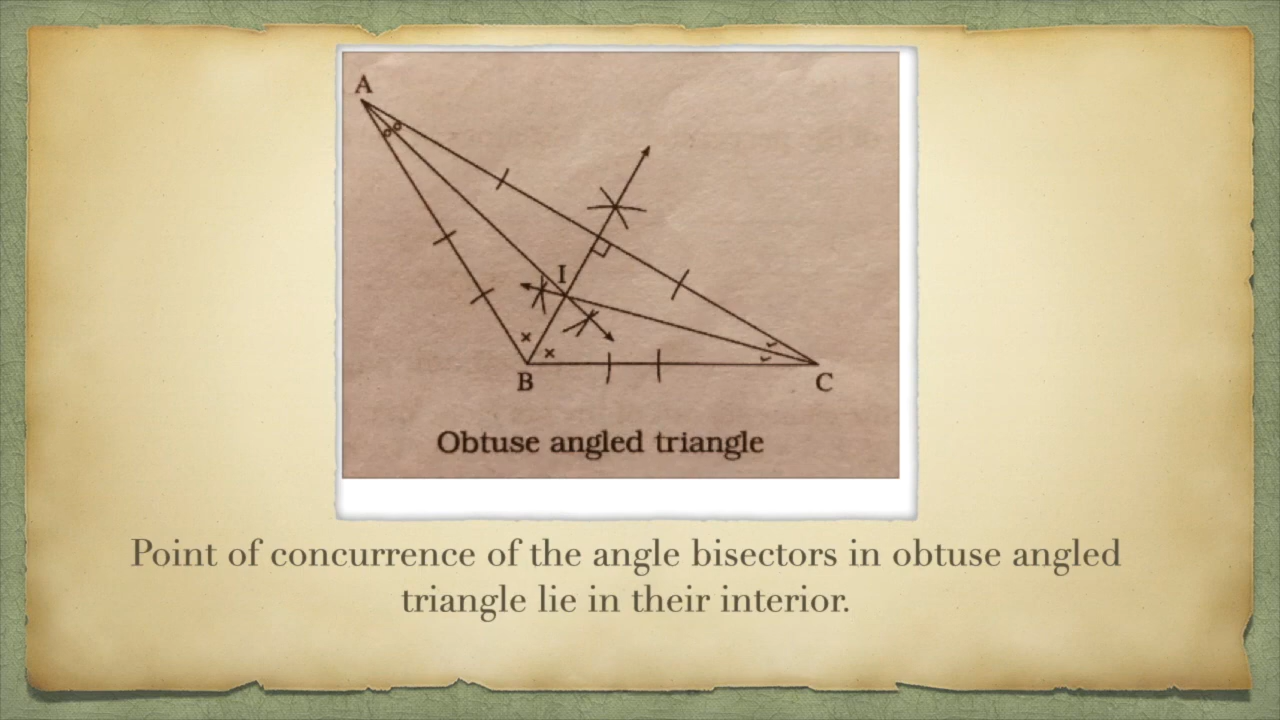 A
I
B
C
Obtuse angled triangle
Point of concurrence of the angle bisectors in obtuse angled
triangle lie in their interior.